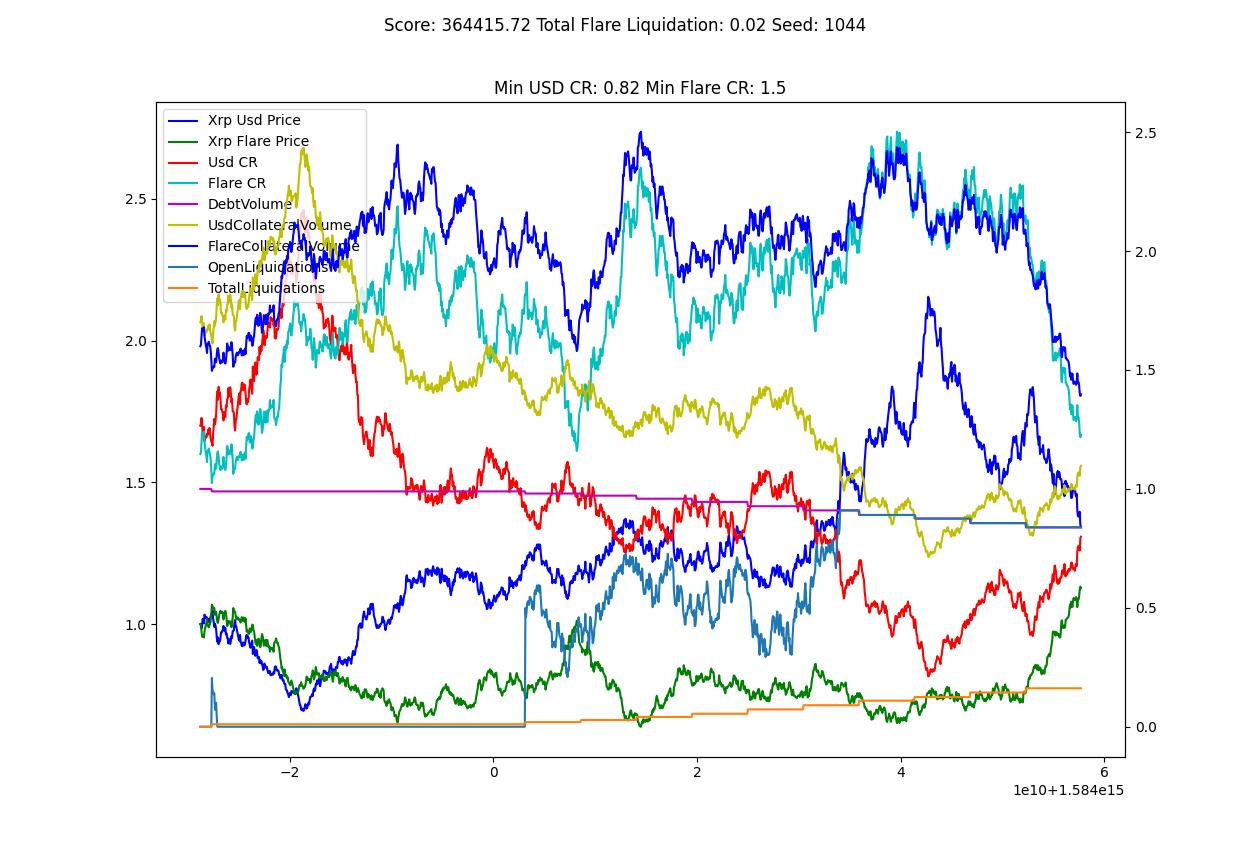 Score: 364415.72 Total Flare Liquidation: 0.02 Seed: 1044
Min USD CR: 0.82 Min Flare CR: 1.5
Xrp Usd Price
Xrp Flare Price
Usd CR
Flare CR
DebtVolume
UsdCollateralVolume
FlareCollateralVolume
OpenLiquidations
TotalLiquidations
2.5
2.0
1.5
1.0
2.5
2.0
1.5
1.0
0.5
0.0
−2
0
2
4
6
1e10+1.584e15